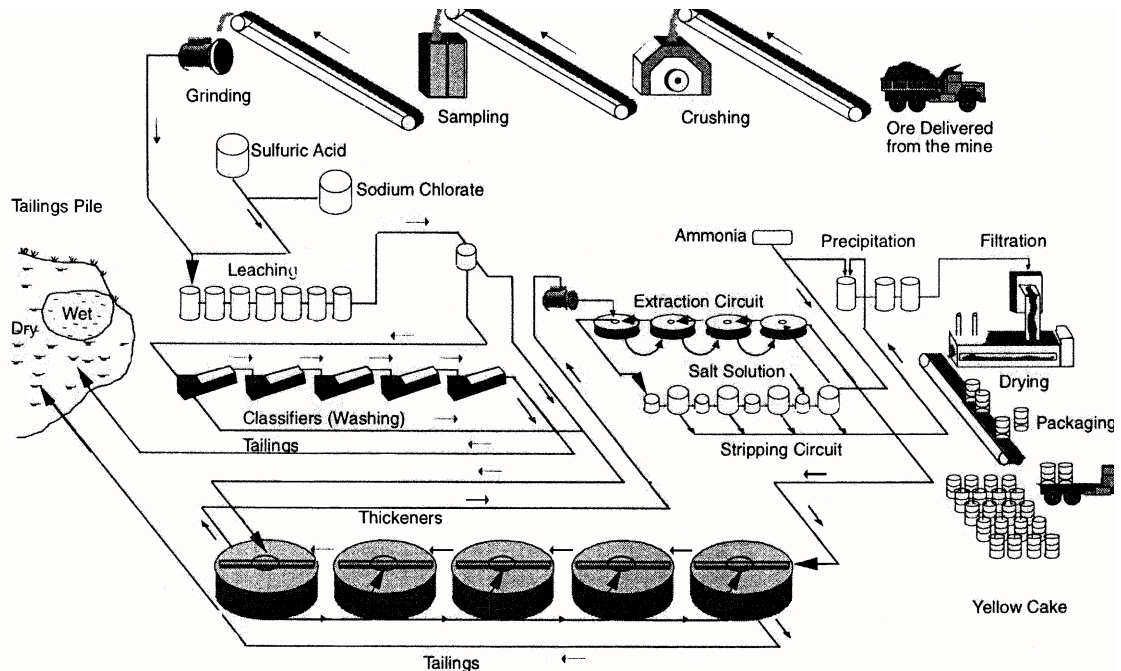 Grinding
Sampling
Crushing
Ore Delivered
from the mine
Sulfuric Acid
Sodium Chlorate
Tailings Pile
Leaching
Wet
Dry
Ammonia
Precipitation
Filtration
Extraction Circuit
Salt Solution
Drying
Classifiers (Washing)
Tailings
Packaging
Stripping Circuit
Thickeners
Yellow Cake
Tailings